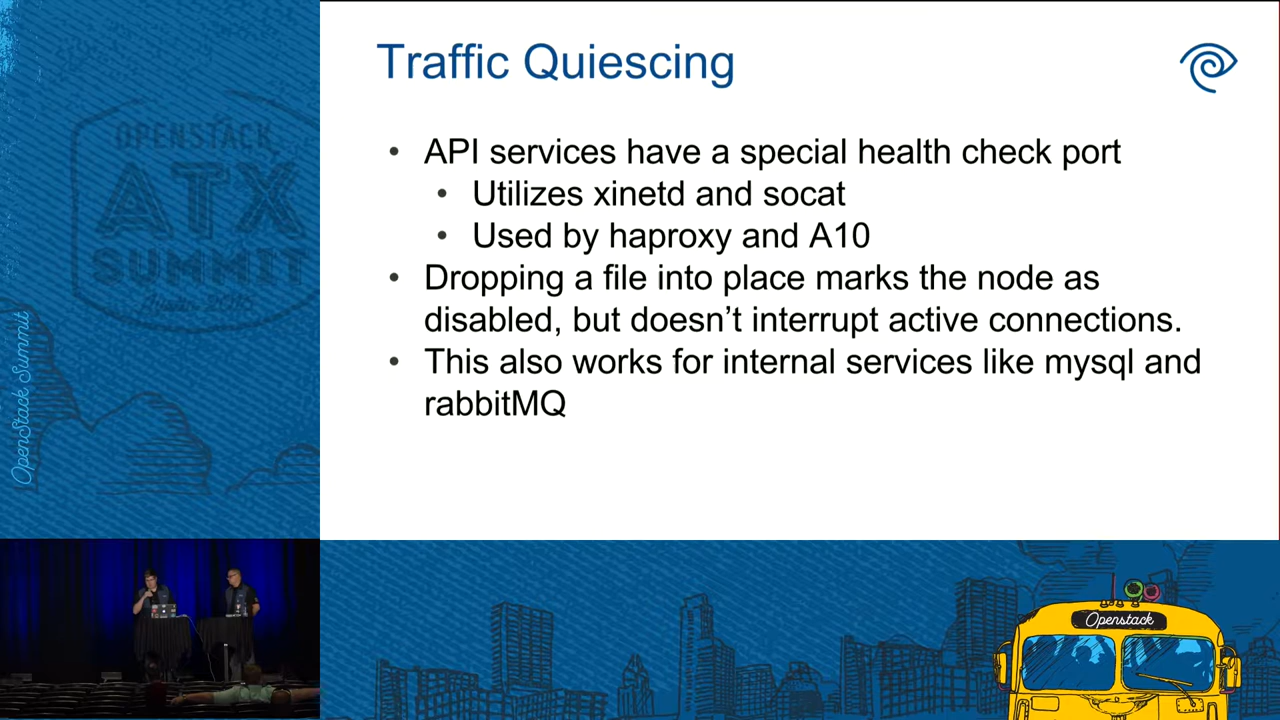 Traffic Quiescing
• API services have a special health check port
• Utilizes xinetd and socat
• Used by haproxy and A10
• Dropping a file into place marks the node as
disabled, but doesn’t interrupt active connections.
• This also works for internal services like mysql and
rabbitMQ
OPENSTACK
ATX
SUMMIT
OpenStack Summit
Openstack